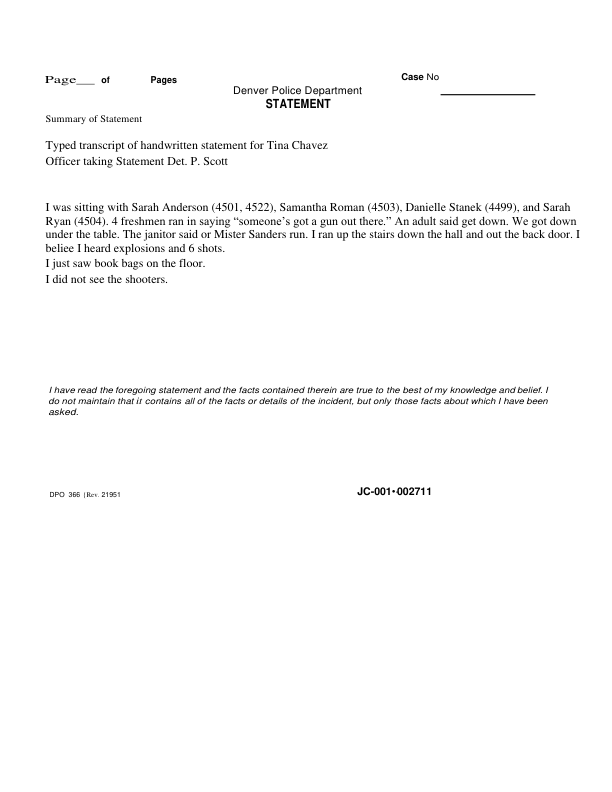 Page___ of Pages
Case No
Denver Police Department
STATEMENT
Summary of Statement
Typed transcript of handwritten statement for Tina Chavez
Officer taking Statement Det. P. Scott
I was sitting with Sarah Anderson (4501, 4522), Samantha Roman (4503), Danielle Stanek (4499), and Sarah
Ryan (4504). 4 freshmen ran in saying “someone’s got a gun out there.” An adult said get down. We got down
under the table. The janitor said or Mister Sanders run. I ran up the stairs down the hall and out the back door. I
beliee I heard explosions and 6 shots.
I just saw book bags on the floor.
I did not see the shooters.
I have read the foregoing statement and the facts contained therein are true to the best of my knowledge and belief. I
do not maintain that it contains all of the facts or details of the incident, but only those facts about which I have been
asked.
DPO 366 (Rev. 21951
JC-001•002711